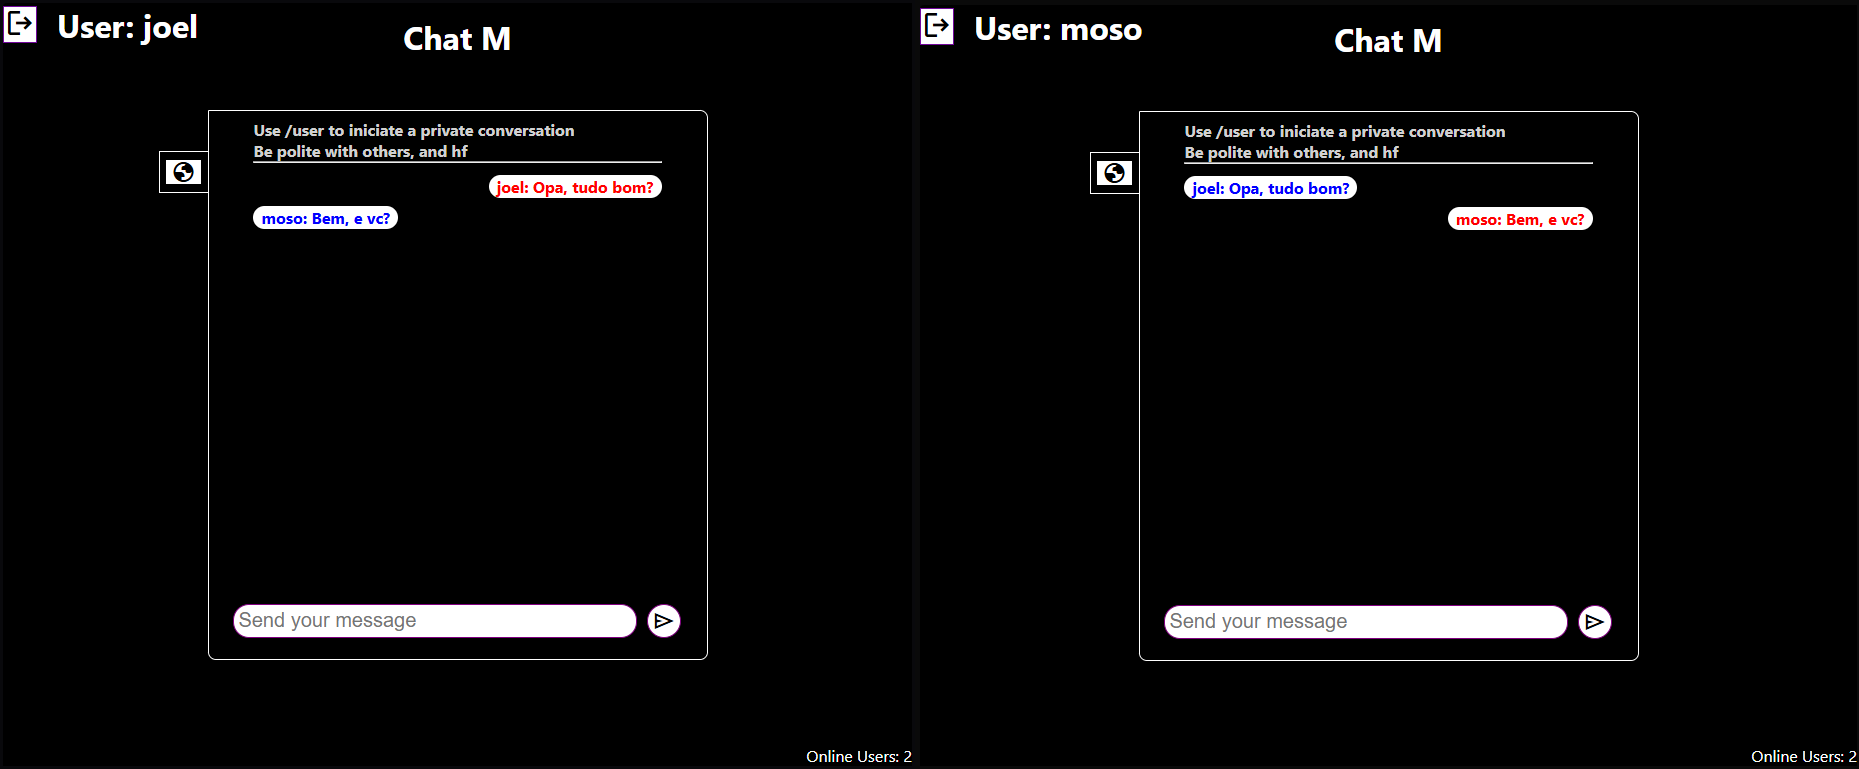 User: joel
Chat M
Use /user to iniciate a private conversation
Be polite with others, and hf
joel: Opa, tudo bom?
moso: Bem, e vc?
Send your message
Online Users: 2
User: moso
Chat M
Use /user to iniciate a private conversation
Be polite with others, and hf
joel: Opa, tudo bom?
moso: Bem, e vc?
Send your message
Online Users: 2